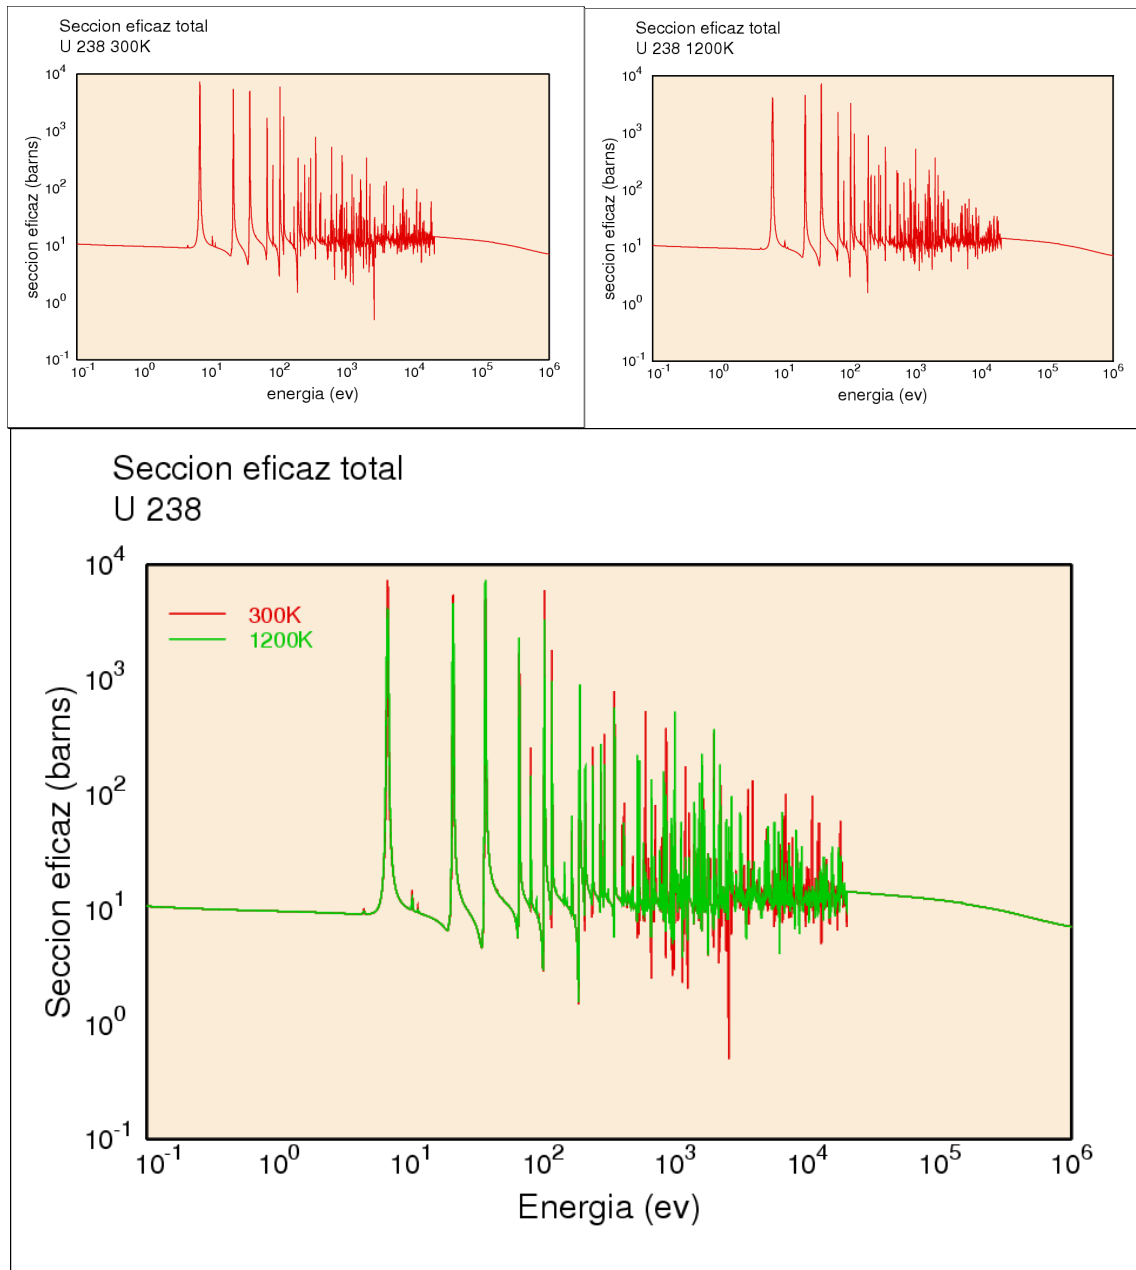 Seccion eficaz total
U 238 300K
10^4
10^3
10^2
10^1
10^0
10^-1
seccion eficaz (barns)
10^-1 10^0 10^1 10^2 10^3 10^4 10^5 10^6
energia (ev)
Seccion eficaz total
U 238 1200K
10^4
10^3
10^2
10^1
10^0
10^-1
seccion eficaz (barns)
10^-1 10^0 10^1 10^2 10^3 10^4 10^5 10^6
energia (ev)
Seccion eficaz total
U 238
10^4
10^3
10^2
10^1
10^0
10^-1
Seccion eficaz (barns)
300K
1200K
10^-1 10^0 10^1 10^2 10^3 10^4 10^5 10^6
Energia (ev)